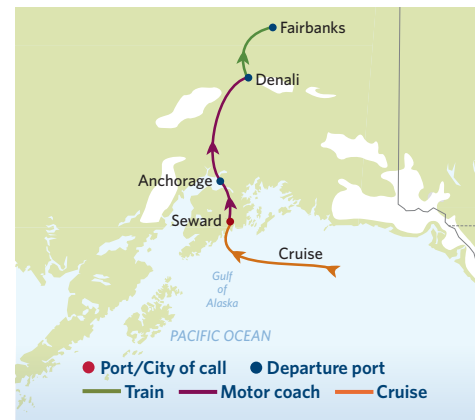 Fairbanks
Denali
Anchorage
Seward
Cruise
Gulf
of
Alaska
PACIFIC OCEAN
Port/City of call Departure port
Train Motor coach Cruise